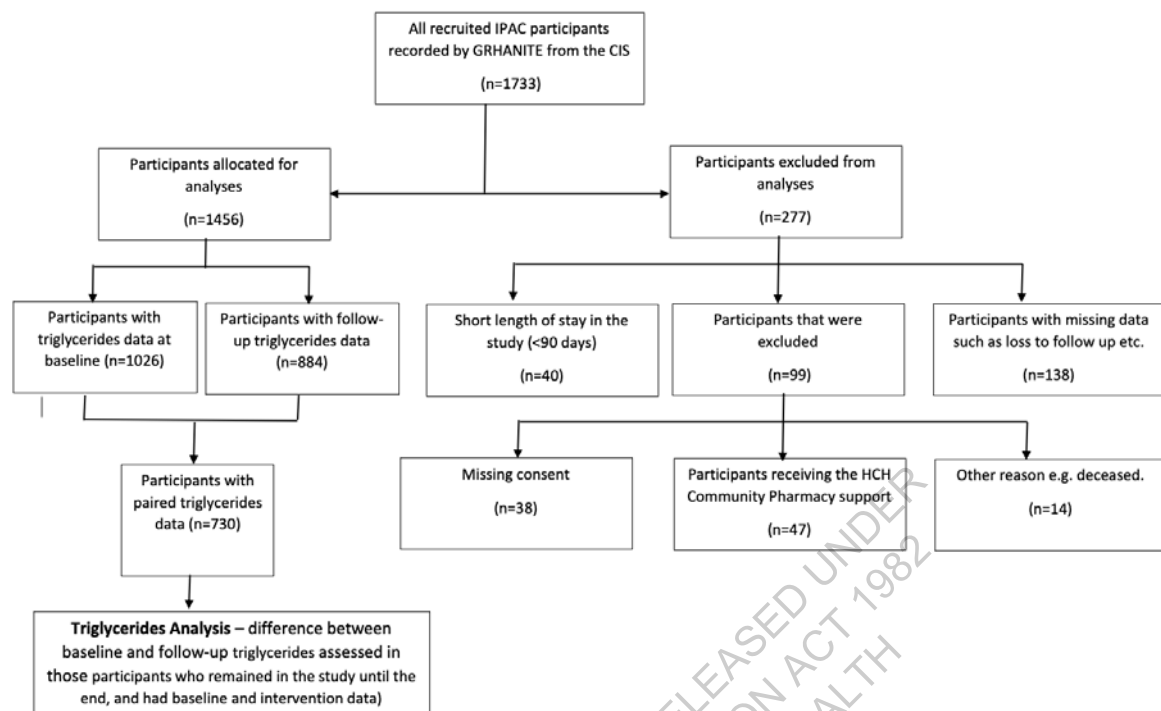 All recruited IPAC participants
recorded by GRHANITE from the CIS
(n=1733)
Participants allocated for
analyses
(n=1456)
Participants excluded from
analyses
(n=277)
Participants with
triglycerides data at
baseline (n=1026)
Participants with follow-
up triglycerides data
(n=884)
Short length of stay in the
study (<90 days)
(n=40)
Participants that were
excluded
(n=99)
Participants with missing data
such as loss to follow up etc.
(n=138)
Participants with
paired triglycerides
data (n=730)
Missing consent
(n=38)
Participants receiving the HCH
Community Pharmacy support
(n=47)
Other reason e.g. deceased.
(n=14)
Triglycerides Analysis – difference between
baseline and follow-up triglycerides assessed in
those participants who remained in the study until the
end, and had baseline and intervention data)
RELEASED UNDER
ON ACT 1982